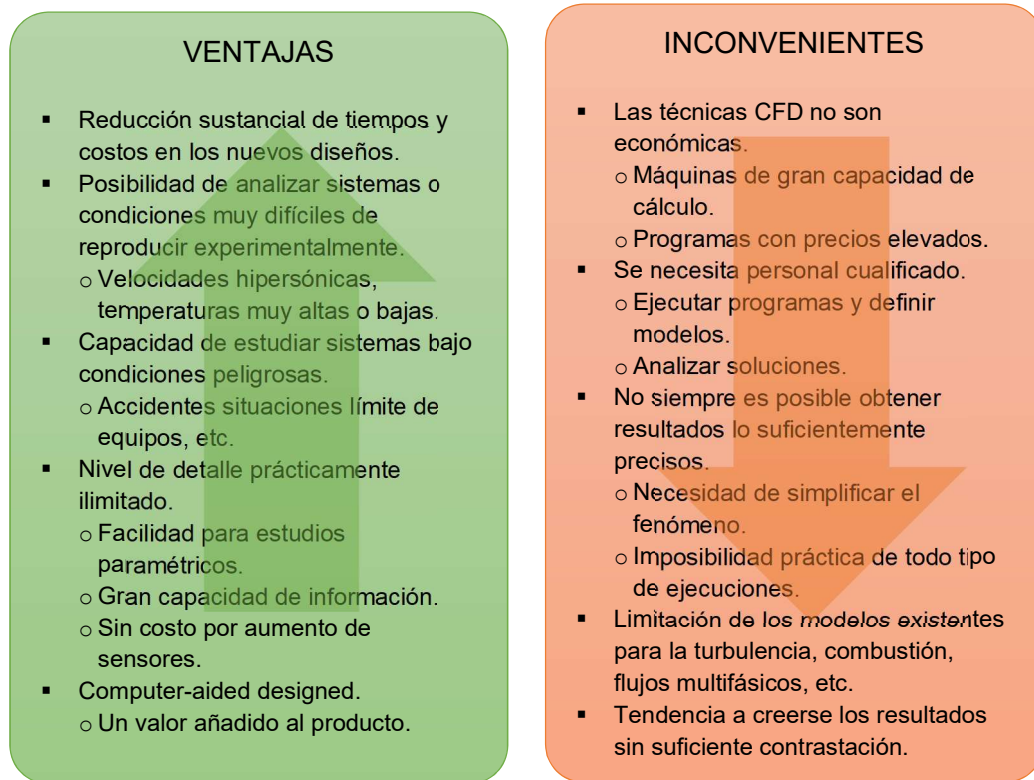 VENTAJAS
▪ Reducción sustancial de tiempos y
costos en los nuevos diseños.
▪ Posibilidad de analizar sistemas o
condiciones muy difíciles de
reproducir experimentalmente.
o Velocidades hipersónicas,
temperaturas muy altas o bajas.
▪ Capacidad de estudiar sistemas bajo
condiciones peligrosas.
o Accidentes situaciones límite de
equipos, etc.
▪ Nivel de detalle prácticamente
ilimitado.
o Facilidad para estudios
paramétricos.
o Gran capacidad de información.
o Sin costo por aumento de
sensores.
▪ Computer-aided designed.
o Un valor añadido al producto.
INCONVENIENTES
▪ Las técnicas CFD no son
económicas.
o Máquinas de gran capacidad de
cálculo.
o Programas con precios elevados.
▪ Se necesita personal cualificado.
o Ejecutar programas y definir
modelos.
o Analizar soluciones.
▪ No siempre es posible obtener
resultados lo suficientemente
precisos.
o Necesidad de simplificar el
fenómeno.
o Imposibilidad práctica de todo tipo
de ejecuciones.
▪ Limitación de los modelos existentes
para la turbulencia, combustión,
flujos multifásicos, etc.
▪ Tendencia a creerse los resultados
sin suficiente contrastación.